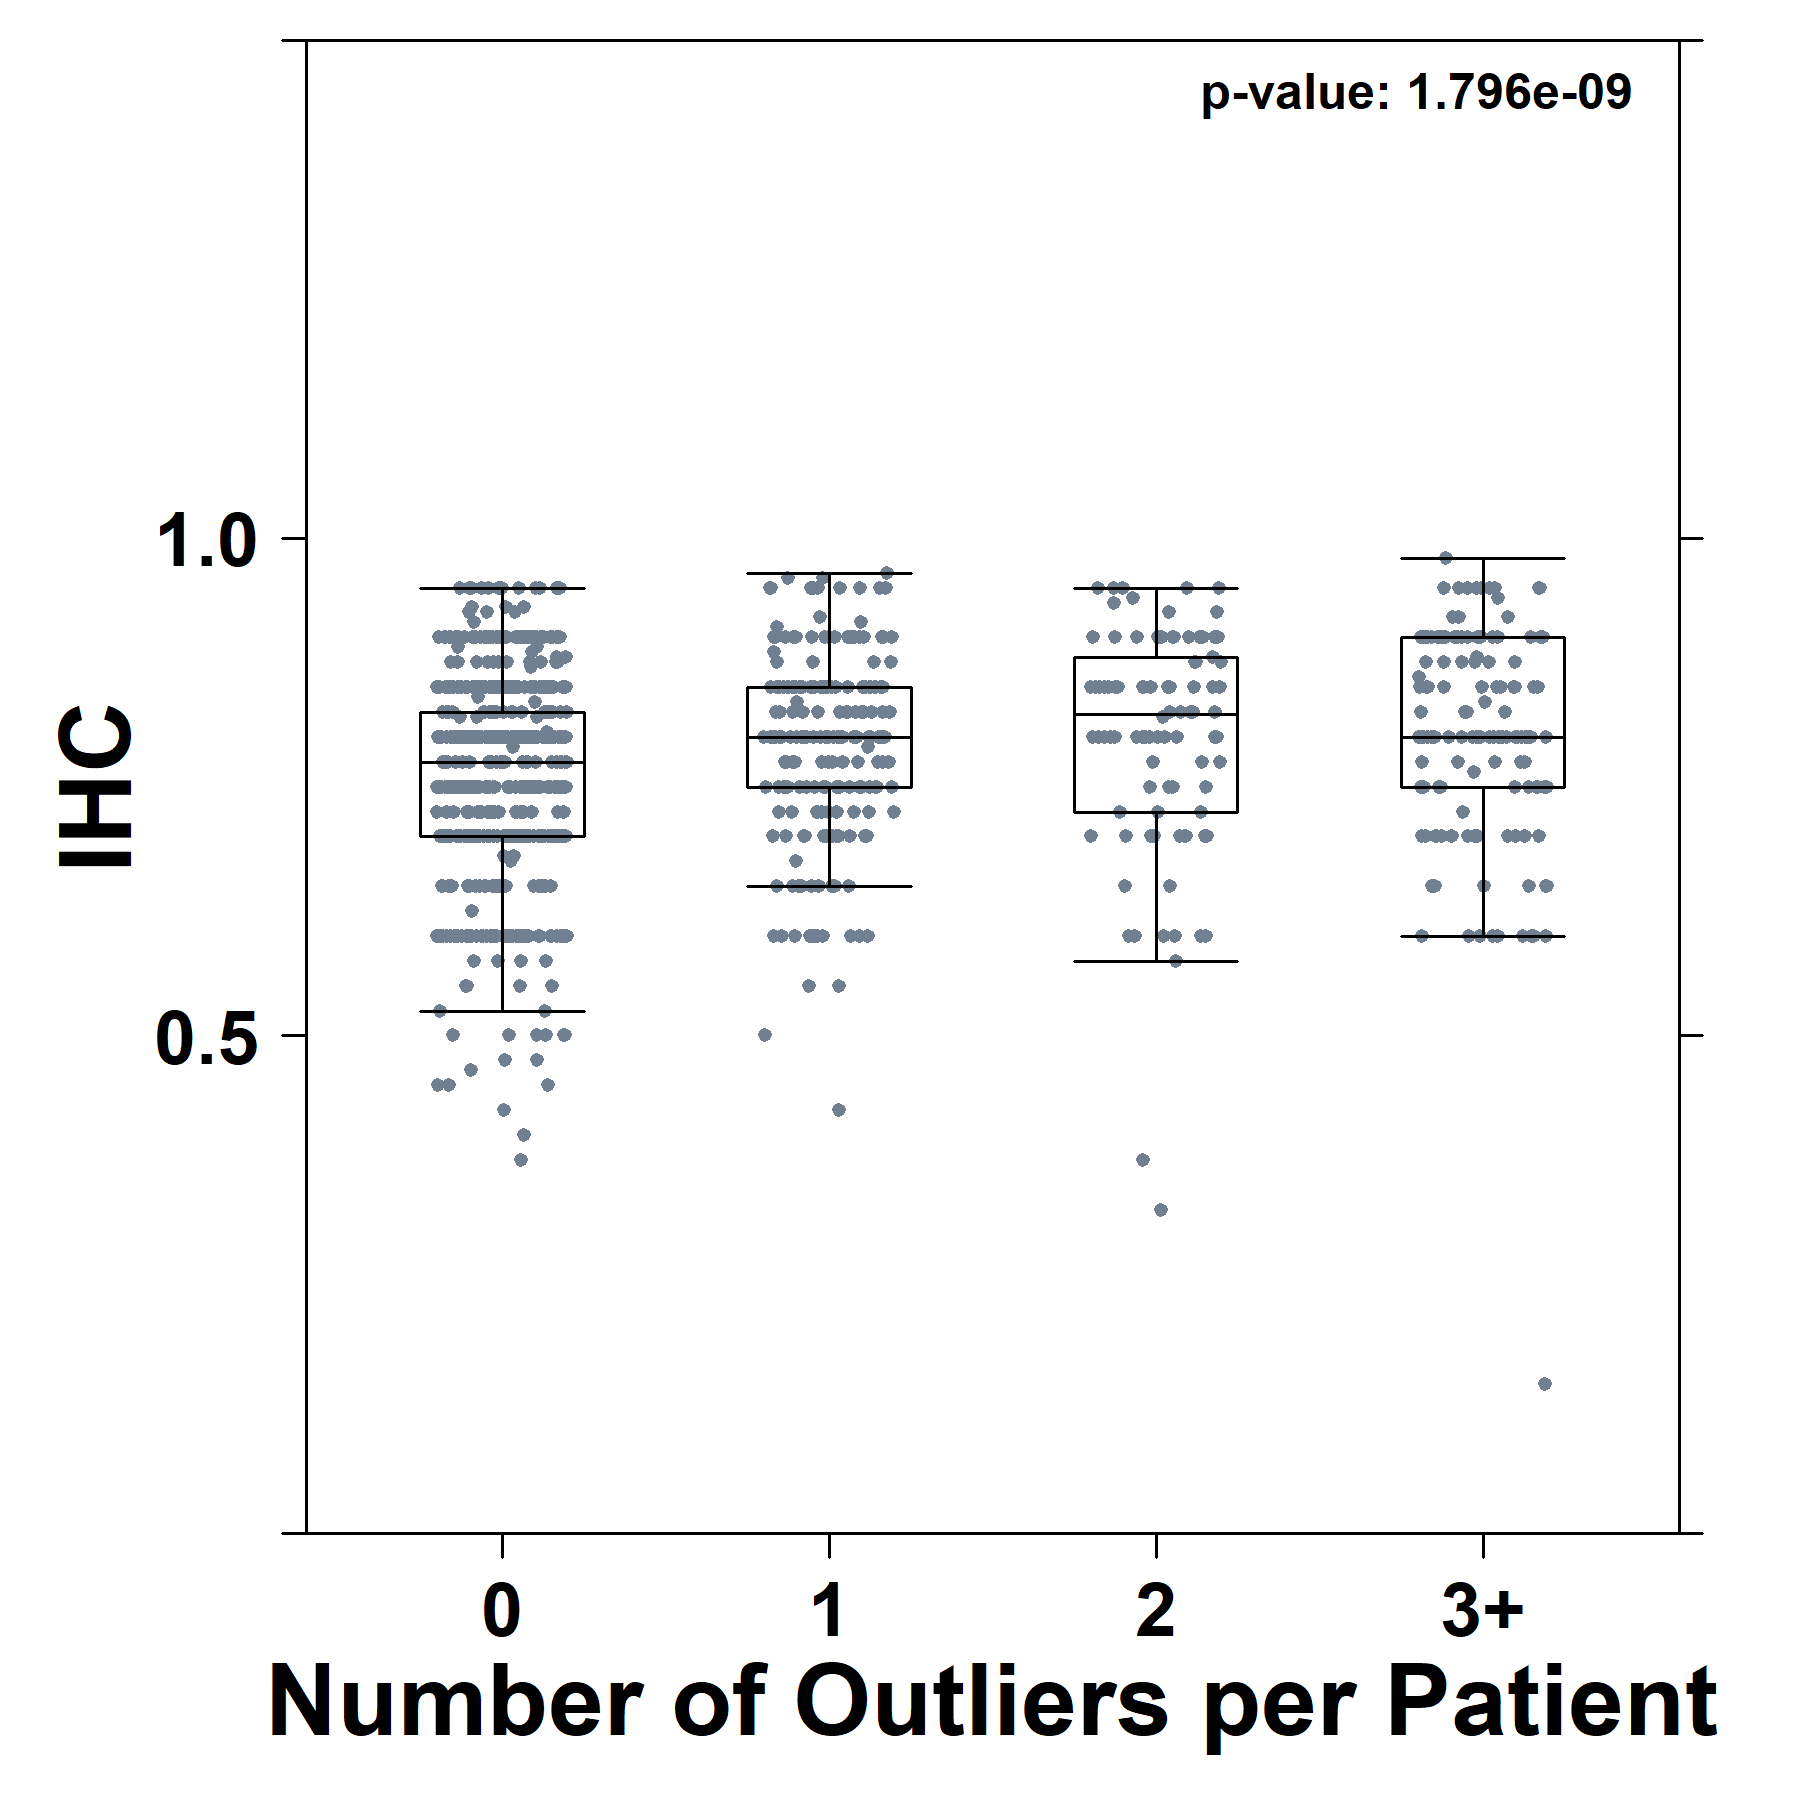 p-value: 1.796e-09
IHC
1.0
0.5
0 1 2 3+
Number of Outliers per Patient